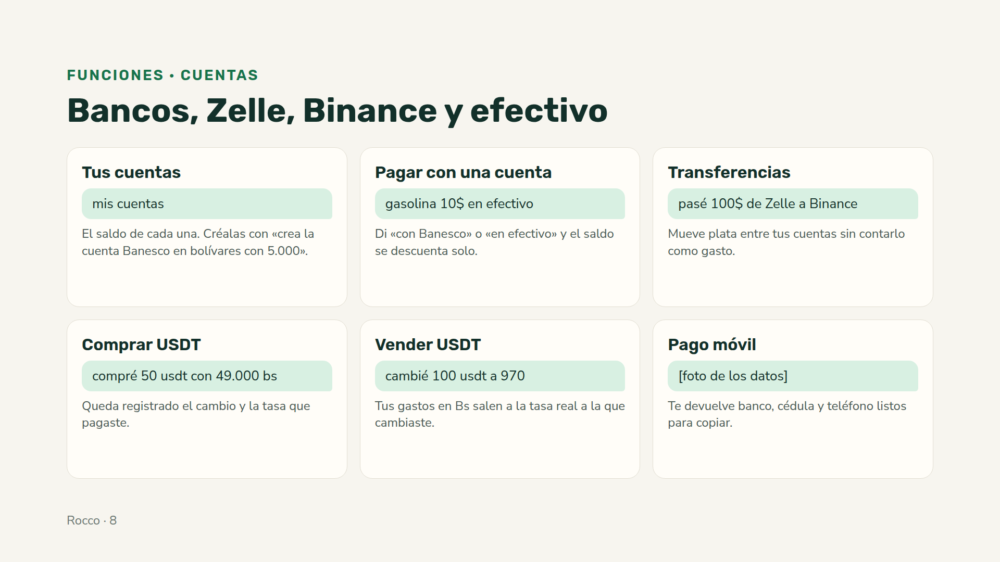 FUNCIONES • CUENTAS
Bancos, Zelle, Binance y efectivo
Tus cuentas
mis cuentas
El saldo de cada una. Créalas con «crea la
cuenta Banesco en bolívares con 5.000».
Pagar con una cuenta
gasolina 10$ en efectivo
Di «con Banesco» o «en efectivo» y el saldo
se descuenta solo.
Transferencias
pasé 100$ de Zelle a Binance
Mueve plata entre tus cuentas sin contarlo
como gasto.
Comprar USDT
compré 50 usdt con 49.000 bs
Queda registrado el cambio y la tasa que
pagaste.
Vender USDT
cambié 100 usdt a 970
Tus gastos en Bs salen a la tasa real a la que
cambiaste.
Pago móvil
[foto de los datos]
Te devuelve banco, cédula y teléfono listos
para copiar.
Rocco · 8